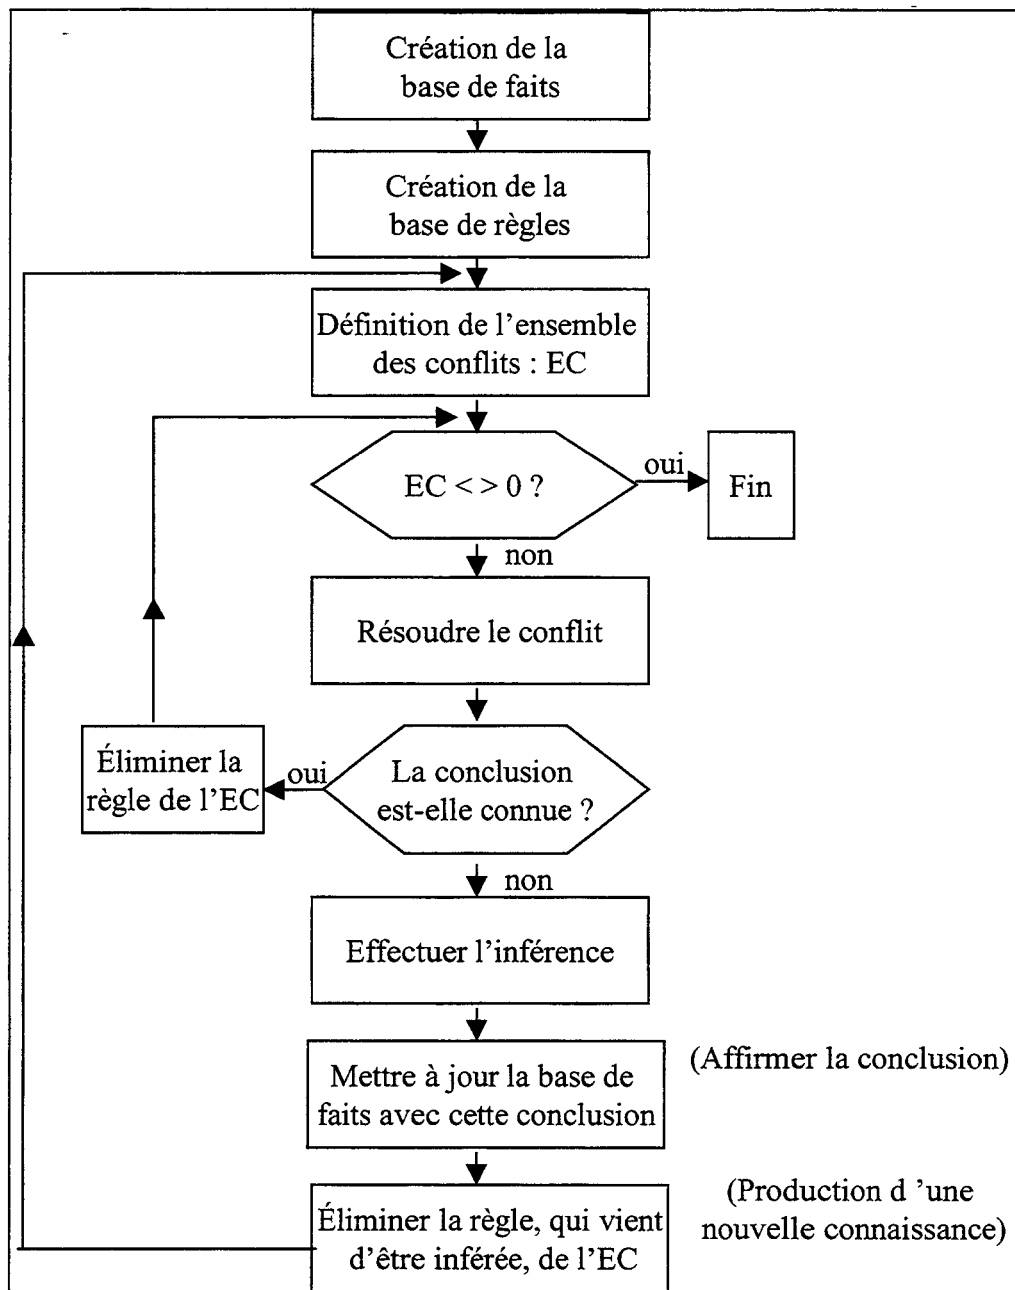 Création de la
base de faits
Création de la
base de règles
Définition de l'ensemble
des conflits : EC
EC < > 0 ?
oui
Fin
non
Résoudre le conflit
La conclusion
est-elle connue ?
oui
Éliminer la
règle de l'EC
non
Effectuer l'inférence
Mettre à jour la base de
faits avec cette conclusion
(Affirmer la conclusion)
Éliminer la règle, qui vient
d'être inférée, de l'EC
(Production d 'une
nouvelle connaissance)